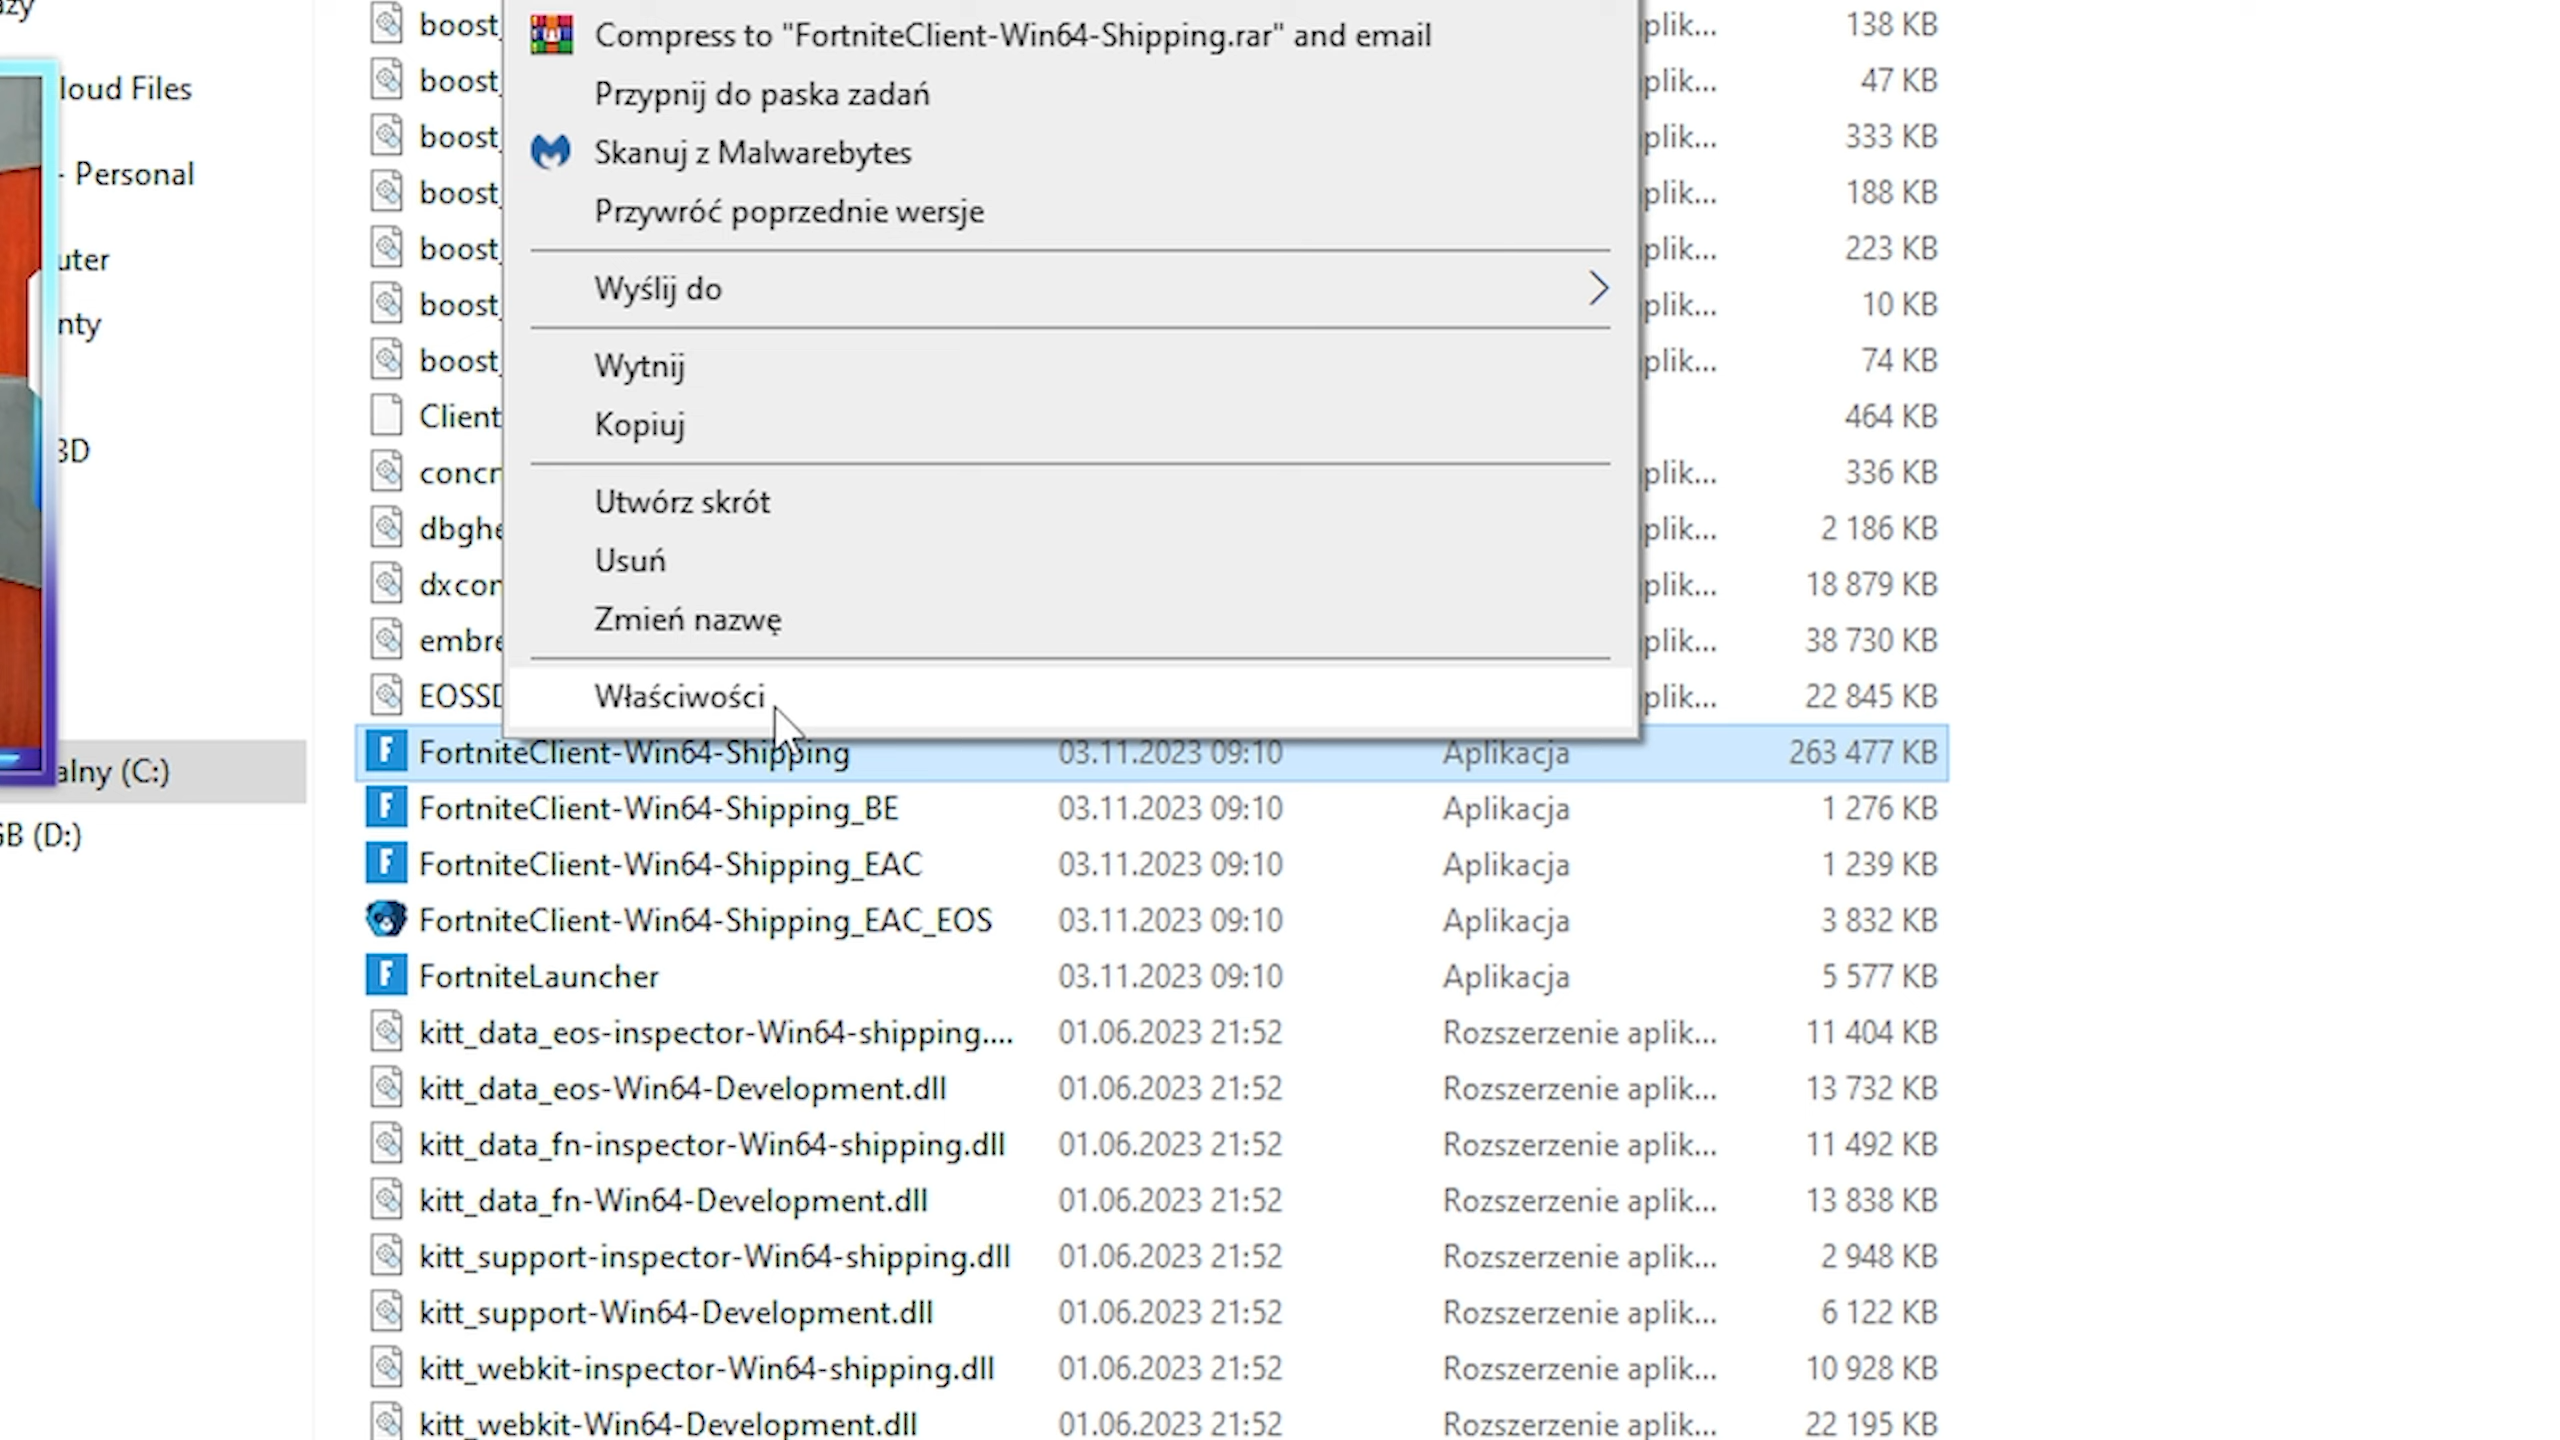 boost_
plik...
138 KB
Compress to "FortniteClient-Win64-Shipping.rar" and email
loud Files
boost_
plik...
47 KB
Przypnij do paska zadań
boost_
plik...
333 KB
Skanuj z Malwarebytes
- Personal
boost_
plik...
188 KB
Przywróć poprzednie wersje
uter
boost_
plik...
223 KB
Wyślij do
nty
boost_
plik...
10 KB
boost_
plik...
74 KB
Wytnij
Client
464 KB
Kopiuj
3D
concr
plik...
336 KB
Utwórz skrót
dbghe
plik...
2 186 KB
Usuń
dxcon
plik...
18 879 KB
Zmień nazwę
embre
plik...
38 730 KB
EOSSD
plik...
22 845 KB
Właściwości
FortniteClient-Win64-Shipping 03.11.2023 09:10 Aplikacja 263 477 KB
alny (C:)
FortniteClient-Win64-Shipping_BE 03.11.2023 09:10 Aplikacja 1 276 KB
GB (D:)
FortniteClient-Win64-Shipping_EAC 03.11.2023 09:10 Aplikacja 1 239 KB
FortniteClient-Win64-Shipping_EAC_EOS 03.11.2023 09:10 Aplikacja 3 832 KB
FortniteLauncher 03.11.2023 09:10 Aplikacja 5 577 KB
kitt_data_eos-inspector-Win64-shipping.... 01.06.2023 21:52 Rozszerzenie aplik... 11 404 KB
kitt_data_eos-Win64-Development.dll 01.06.2023 21:52 Rozszerzenie aplik... 13 732 KB
kitt_data_fn-inspector-Win64-shipping.dll 01.06.2023 21:52 Rozszerzenie aplik... 11 492 KB
kitt_data_fn-Win64-Development.dll 01.06.2023 21:52 Rozszerzenie aplik... 13 838 KB
kitt_support-inspector-Win64-shipping.dll 01.06.2023 21:52 Rozszerzenie aplik... 2 948 KB
kitt_support-Win64-Development.dll 01.06.2023 21:52 Rozszerzenie aplik... 6 122 KB
kitt_webkit-inspector-Win64-shipping.dll 01.06.2023 21:52 Rozszerzenie aplik... 10 928 KB
kitt_webkit-Win64-Development.dll 01.06.2023 21:52 Rozszerzenie aplik... 22 195 KB